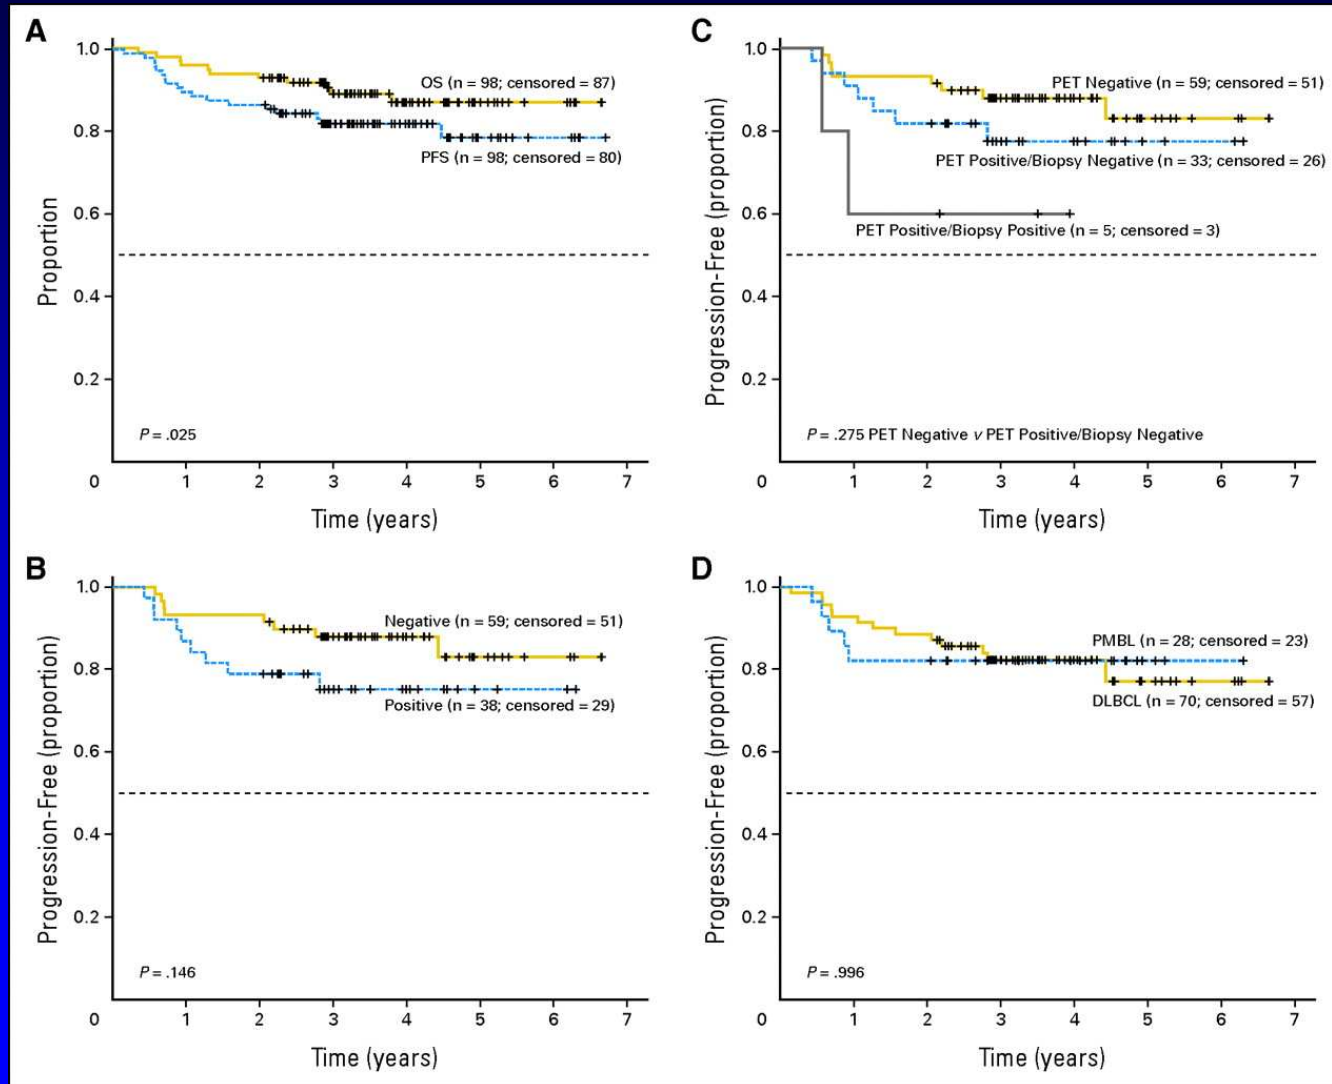 A
1.0
0.8
0.6
0.4
0.2
0
1
2
3
4
5
6
7
Proportion
Time (years)
OS (n = 98; censored = 87)
PFS (n = 98; censored = 80)
P = .025
C
1.0
0.8
0.6
0.4
0.2
0
1
2
3
4
5
6
7
Progression-Free (proportion)
Time (years)
PET Negative (n = 59; censored = 51)
PET Positive/Biopsy Negative (n = 33; censored = 26)
PET Positive/Biopsy Positive (n = 5; censored = 3)
P = .275 PET Negative v PET Positive/Biopsy Negative
B
1.0
0.8
0.6
0.4
0.2
0
1
2
3
4
5
6
7
Progression-Free (proportion)
Time (years)
Negative (n = 59; censored = 51)
Positive (n = 38; censored = 29)
P = .146
D
1.0
0.8
0.6
0.4
0.2
0
1
2
3
4
5
6
7
Progression-Free (proportion)
Time (years)
PMBL (n = 28; censored = 23)
DLBCL (n = 70; censored = 57)
P = .996